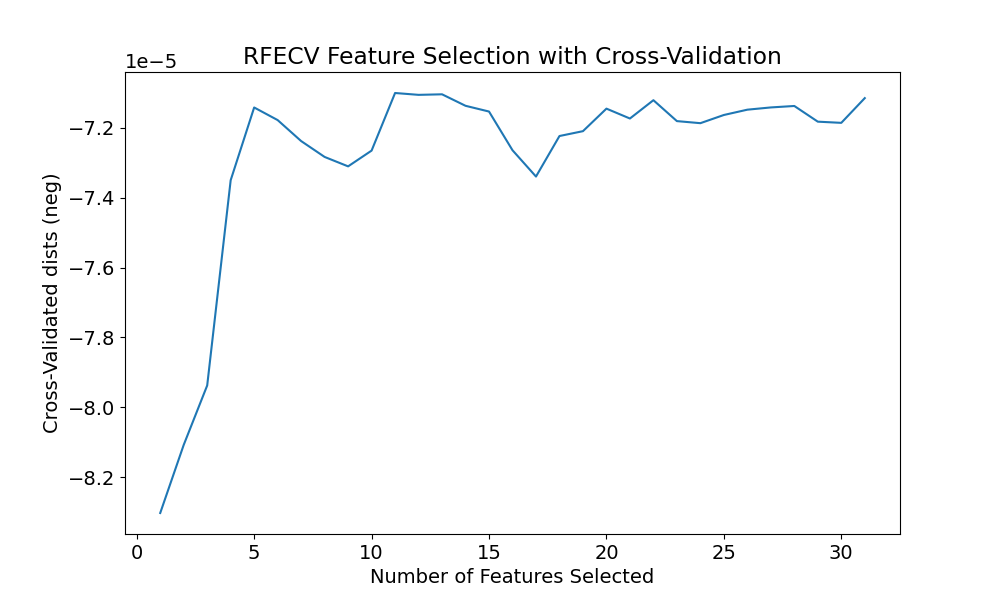 RFECV Feature Selection with Cross-Validation
1e−5
−7.2
−7.4
−7.6
−7.8
−8.0
−8.2
Cross-Validated dists (neg)
0 5 10 15 20 25 30
Number of Features Selected